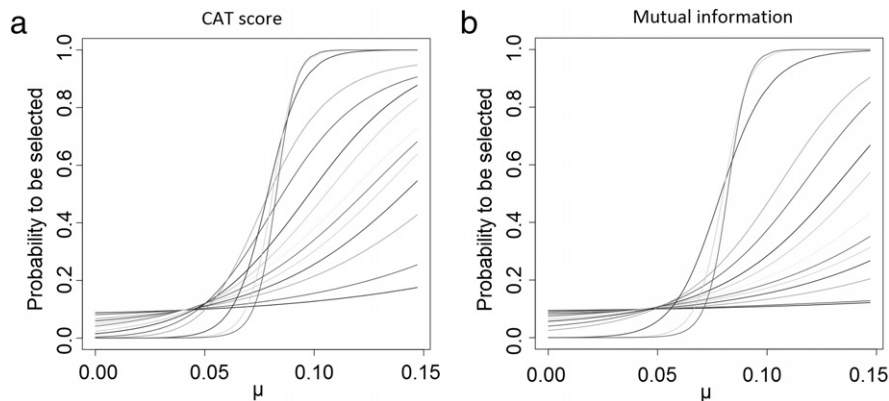 a
CAT score
Probability to be selected
1.0
0.8
0.6
0.4
0.2
0.0
0.00
0.05
0.10
0.15
μ
b
Mutual information
Probability to be selected
1.0
0.8
0.6
0.4
0.2
0.0
0.00
0.05
0.10
0.15
μ